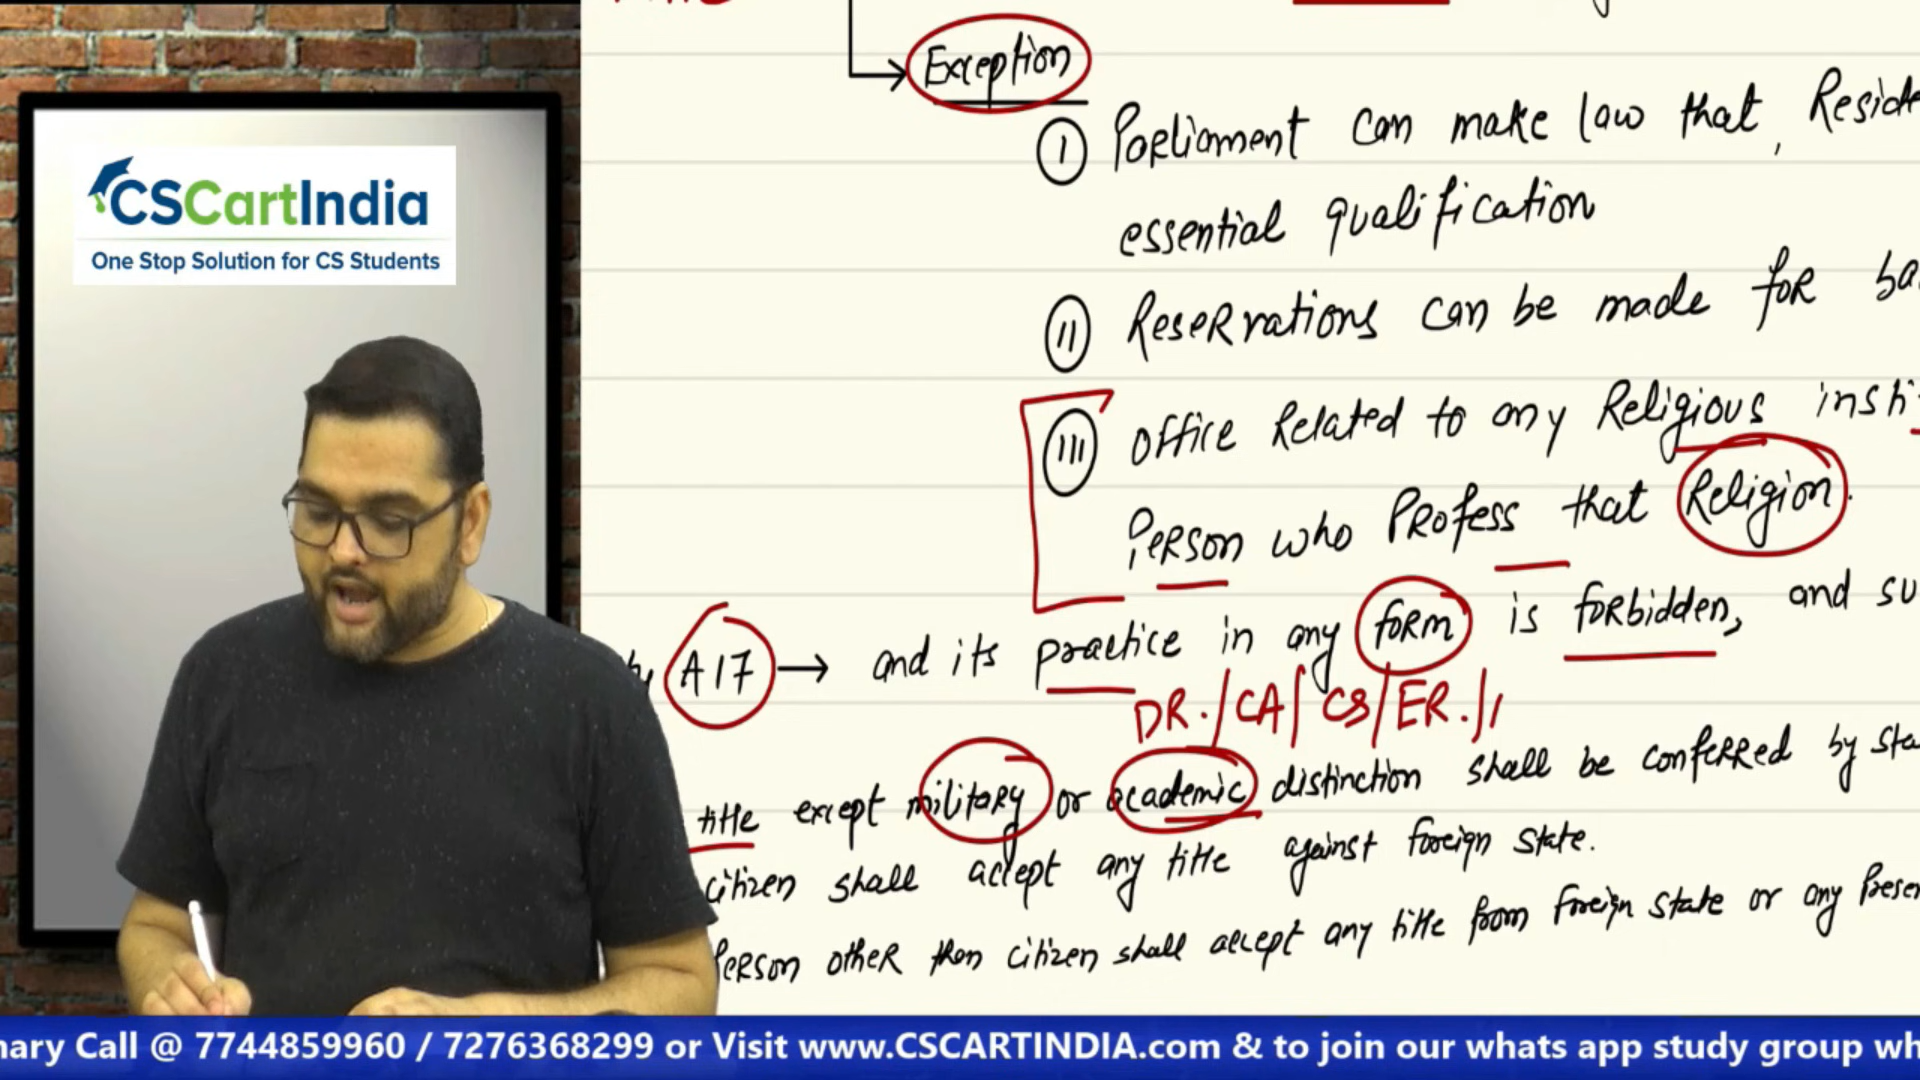 Exception
CSCartIndia
One Stop Solution for CS Students
I Parliament can make law that, Reside
essential qualification
II Reservations can be made for ba
III office Related to any Religious insti
Person who Profess that Religion.
A17 → and its practice in any form is forbidden, and su
DR. / CA / CS / ER. /
title except military or academic distinction shall be conferred by sta
citizen shall accept any title against foreign state.
Person other then citizen shall accept any title from foreign state or any Presen
nary Call @ 7744859960 / 7276368299 or Visit www.CSCARTINDIA.com & to join our whats app study group wh